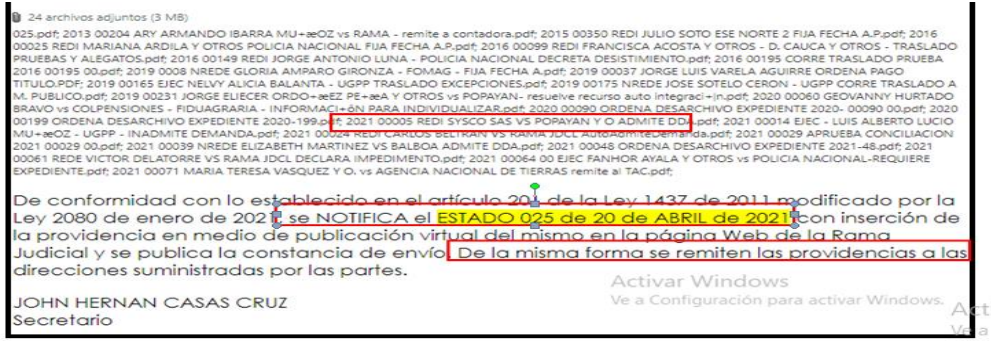 24 archivos adjuntos (3 MB)
025.pdf; 2013 00204 ARY ARMANDO IBARRA MU+æOZ vs RAMA - remite a contadora.pdf; 2015 00350 REDI JULIO SOTO ESE NORTE 2 FIJA FECHA A.P.pdf; 2016
00025 REDI MARIANA ARDILA Y OTROS POLICIA NACIONAL FIJA FECHA A.P.pdf; 2016 00099 REDI FRANCISCA ACOSTA Y OTROS - D. CAUCA Y OTROS - TRASLADO
PRUEBAS Y ALEGATOS.pdf; 2016 00149 REDI JORGE ANTONIO LUNA - POLICIA NACIONAL DECRETA DESISTIMIENTO.pdf; 2016 00195 CORRE TRASLADO PRUEBA
2016 00195 00.pdf; 2019 0008 NREDE GLORIA AMPARO GIRONZA - FOMAG - FIJA FECHA A.pdf; 2019 00037 JORGE LUIS VARELA AGUIRRE ORDENA PAGO
TITULO.PDF; 2019 00165 EJEC NELVY ALICIA BALANTA - UGPP TRASLADO EXCEPCIONES.pdf; 2019 00175 NREDE JOSE SOTELO CERON - UGPP CORRE TRASLADO A
M. PUBLICO.pdf; 2019 00231 JORGE ELIECER ORDO+æEZ PE+æA Y OTROS vs POPAYAN- resuelve recurso auto integraci+¦n.pdf; 2020 00060 GEOVANNY HURTADO
BRAVO vs COLPENSIONES - FIDUAGRARIA - INFORMACI+ôN PARA INDIVIDUALIZAR.pdf; 2020 00090 ORDENA DESARCHIVO EXPEDIENTE 2020- 00090 00.pdf; 2020
00199 ORDENA DESARCHIVO EXPEDIENTE 2020-199.pdf; 2021 00005 REDI SYSCO SAS VS POPAYAN Y O ADMITE DDA.pdf; 2021 00014 EJEC - LUIS ALBERTO LUCIO
MU+æOZ - UGPP - INADMITE DEMANDA.pdf; 2021 00024 REDI CARLOS BELTRAN VS RAMA JDCL AutoAdmiteDemanda.pdf; 2021 00029 APRUEBA CONCILIACION
2021 00029 00.pdf; 2021 00039 NREDE ELIZABETH MARTINEZ VS BALBOA ADMITE DDA.pdf; 2021 00048 ORDENA DESARCHIVO EXPEDIENTE 2021-48.pdf; 2021
00061 REDE VICTOR DELATORRE VS RAMA JDCL DECLARA IMPEDIMENTO.pdf; 2021 00064 00 EJEC FANHOR AYALA Y OTROS vs POLICIA NACIONAL-REQUIERE
EXPEDIENTE.pdf; 2021 00071 MARIA TERESA VASQUEZ Y O. vs AGENCIA NACIONAL DE TIERRAS remite al TAC.pdf;
De conformidad con lo establecido en el artículo 201 de la Ley 1437 de 2011 modificado por la
Ley 2080 de enero de 2021, se NOTIFICA el ESTADO 025 de 20 de ABRIL de 2021 con inserción de
la providencia en medio de publicación virtual del mismo en la página Web de la Rama
Judicial y se publica la constancia de envío. De la misma forma se remiten las providencias a las
direcciones suministradas por las partes.
Activar Windows
Ve a Configuración para activar Windows.
JOHN HERNAN CASAS CRUZ
Secretario
Act
Ve a